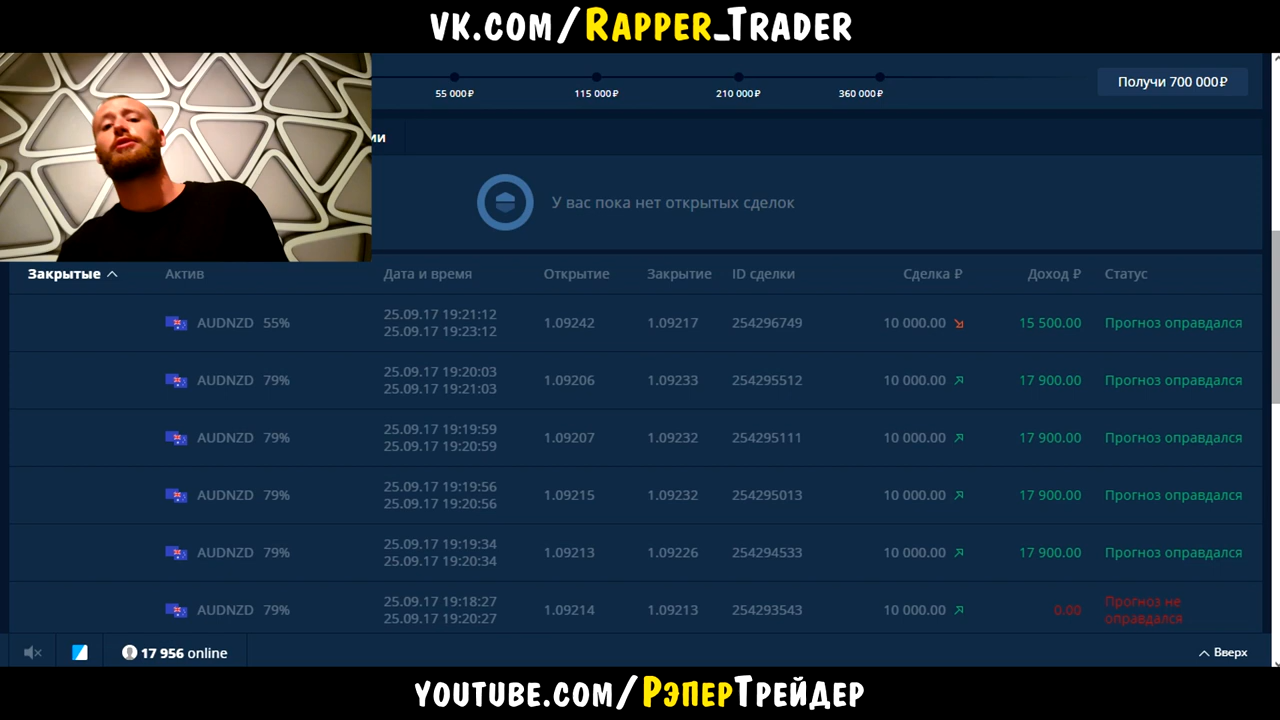 vk.com/Rapper_Trader
55 000₽ 115 000₽ 210 000₽ 360 000₽ Получи 700 000₽
ии
У вас пока нет открытых сделок
Закрытые Актив Дата и время Открытие Закрытие ID сделки Сделка ₽ Доход ₽ Статус
AUDNZD 55% 25.09.17 19:21:12 1.09242 1.09217 254296749 10 000.00 15 500.00 Прогноз оправдался
25.09.17 19:23:12
AUDNZD 79% 25.09.17 19:20:03 1.09206 1.09233 254295512 10 000.00 17 900.00 Прогноз оправдался
25.09.17 19:21:03
AUDNZD 79% 25.09.17 19:19:59 1.09207 1.09232 254295111 10 000.00 17 900.00 Прогноз оправдался
25.09.17 19:20:59
AUDNZD 79% 25.09.17 19:19:56 1.09215 1.09232 254295013 10 000.00 17 900.00 Прогноз оправдался
25.09.17 19:20:56
AUDNZD 79% 25.09.17 19:19:34 1.09213 1.09226 254294533 10 000.00 17 900.00 Прогноз оправдался
25.09.17 19:20:34
AUDNZD 79% 25.09.17 19:18:27 1.09214 1.09213 254293543 10 000.00 0.00 Прогноз не
25.09.17 19:20:27 оправдался
17 956 online Вверх
youtube.com/РэперТрейдер